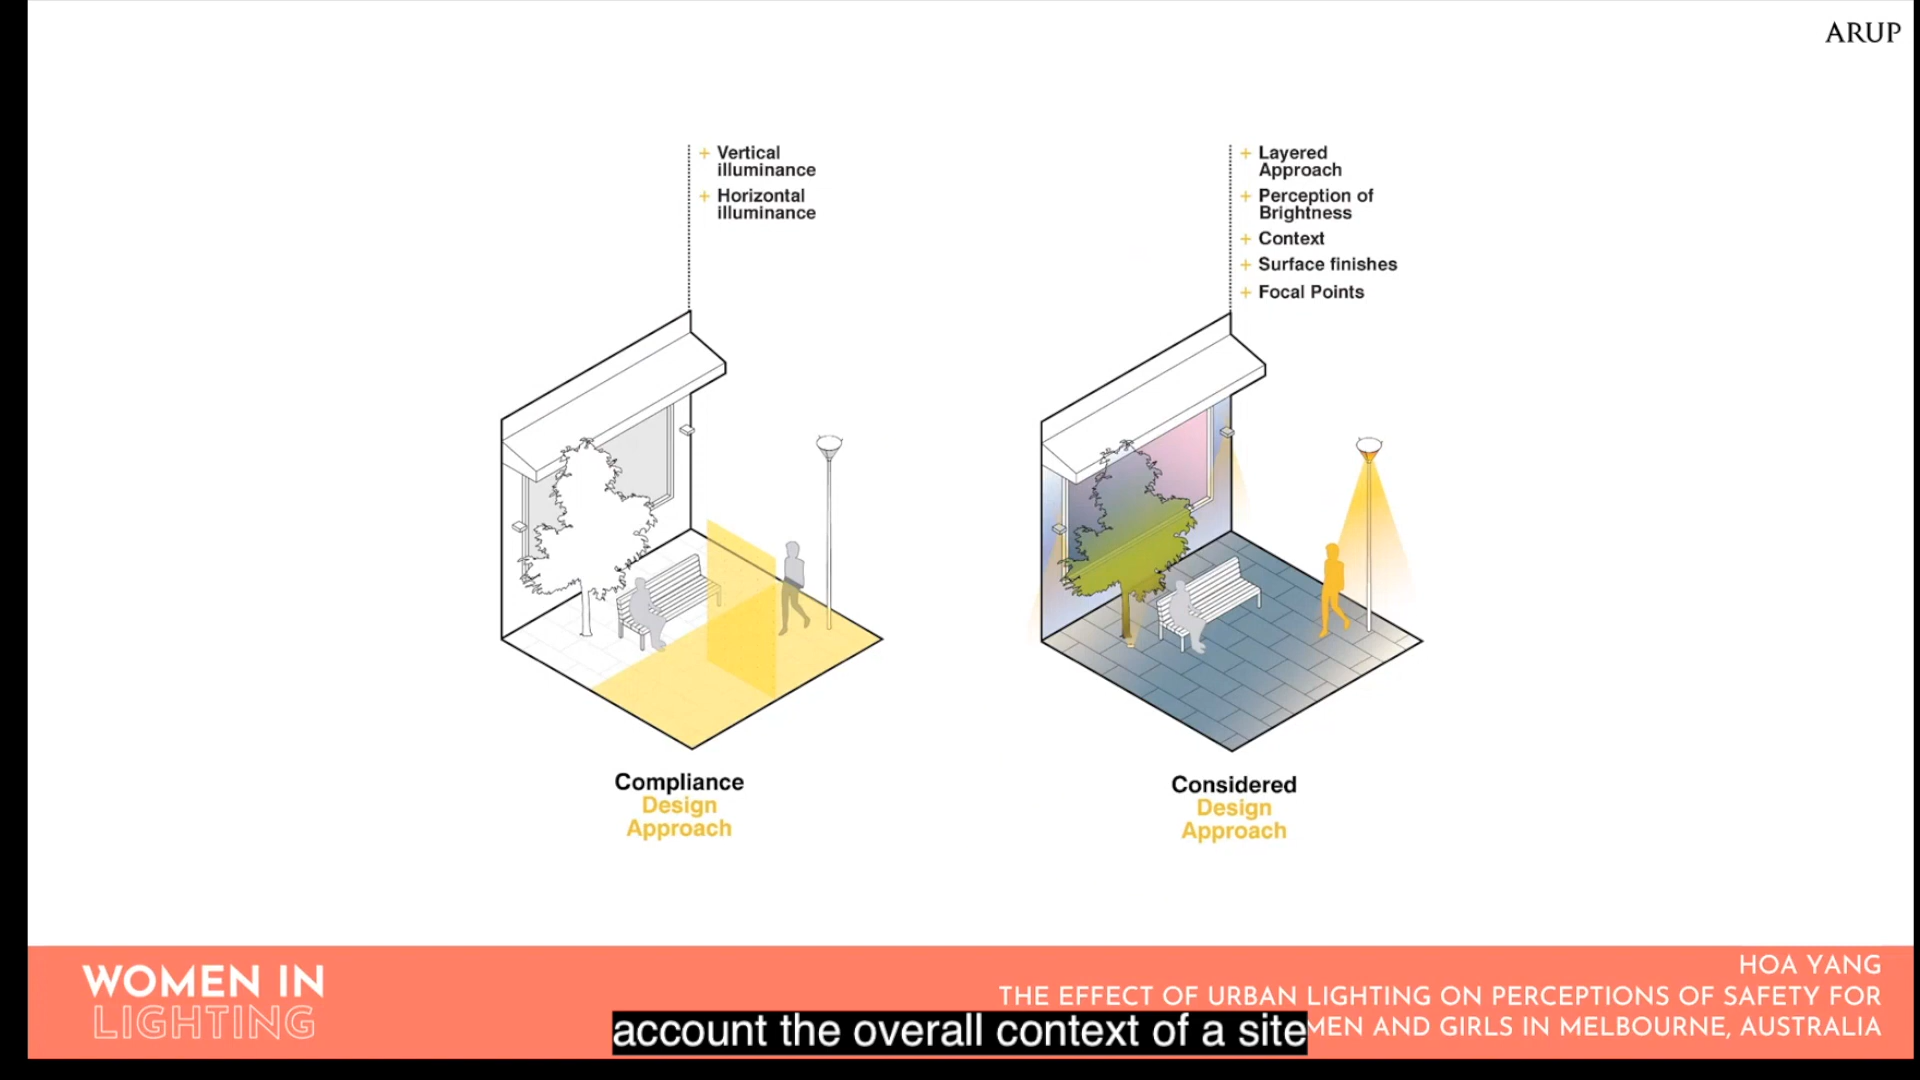 ARUP
+ Vertical
illuminance
+ Horizontal
illuminance
+ Layered
Approach
+ Perception of
Brightness
+ Context
+ Surface finishes
+ Focal Points
Compliance
Design
Approach
Considered
Design
Approach
WOMEN IN
LIGHTING
HOA YANG
THE EFFECT OF URBAN LIGHTING ON PERCEPTIONS OF SAFETY FOR
MEN AND GIRLS IN MELBOURNE, AUSTRALIA
account the overall context of a site